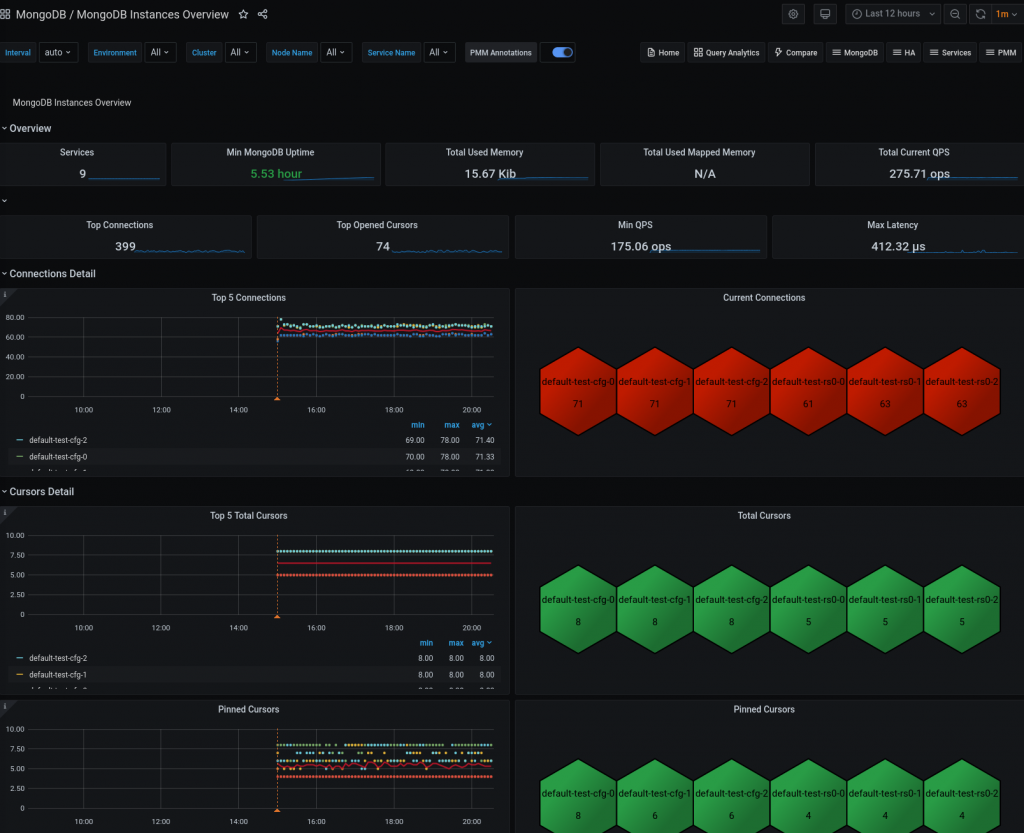 MongoDB / MongoDB Instances Overview
Last 12 hours
1m
Interval auto Environment All Cluster All Node Name All Service Name All PMM Annotations
Home Query Analytics Compare MongoDB HA Services PMM
MongoDB Instances Overview
Overview
Services Min MongoDB Uptime Total Used Memory Total Used Mapped Memory Total Current QPS
9 5.53 hour 15.67 Kib N/A 275.71 ops
Top Connections Top Opened Cursors Min QPS Max Latency
399 74 175.06 ops 412.32 µs
Connections Detail
i
Top 5 Connections
80.00
60.00
40.00
20.00
0
10:00 12:00 14:00 16:00 18:00 20:00
min max avg
default-test-cfg-2 69.00 78.00 71.40
default-test-cfg-0 70.00 78.00 71.33
Current Connections
default-test-cfg-0 default-test-cfg-1 default-test-cfg-2 default-test-rs0-0 default-test-rs0-1 default-test-rs0-2
71 71 71 61 63 63
Cursors Detail
i
Top 5 Total Cursors
10.00
7.50
5.00
2.50
0
10:00 12:00 14:00 16:00 18:00 20:00
min max avg
default-test-cfg-2 8.00 8.00 8.00
default-test-cfg-1 8.00 8.00 8.00
Total Cursors
default-test-cfg-0 default-test-cfg-1 default-test-cfg-2 default-test-rs0-0 default-test-rs0-1 default-test-rs0-2
8 8 8 5 5 5
i
Pinned Cursors
10.00
7.50
5.00
2.50
0
10:00 12:00 14:00 16:00 18:00 20:00
Pinned Cursors
default-test-cfg-0 default-test-cfg-1 default-test-cfg-2 default-test-rs0-0 default-test-rs0-1 default-test-rs0-2
8 6 6 4 4 4